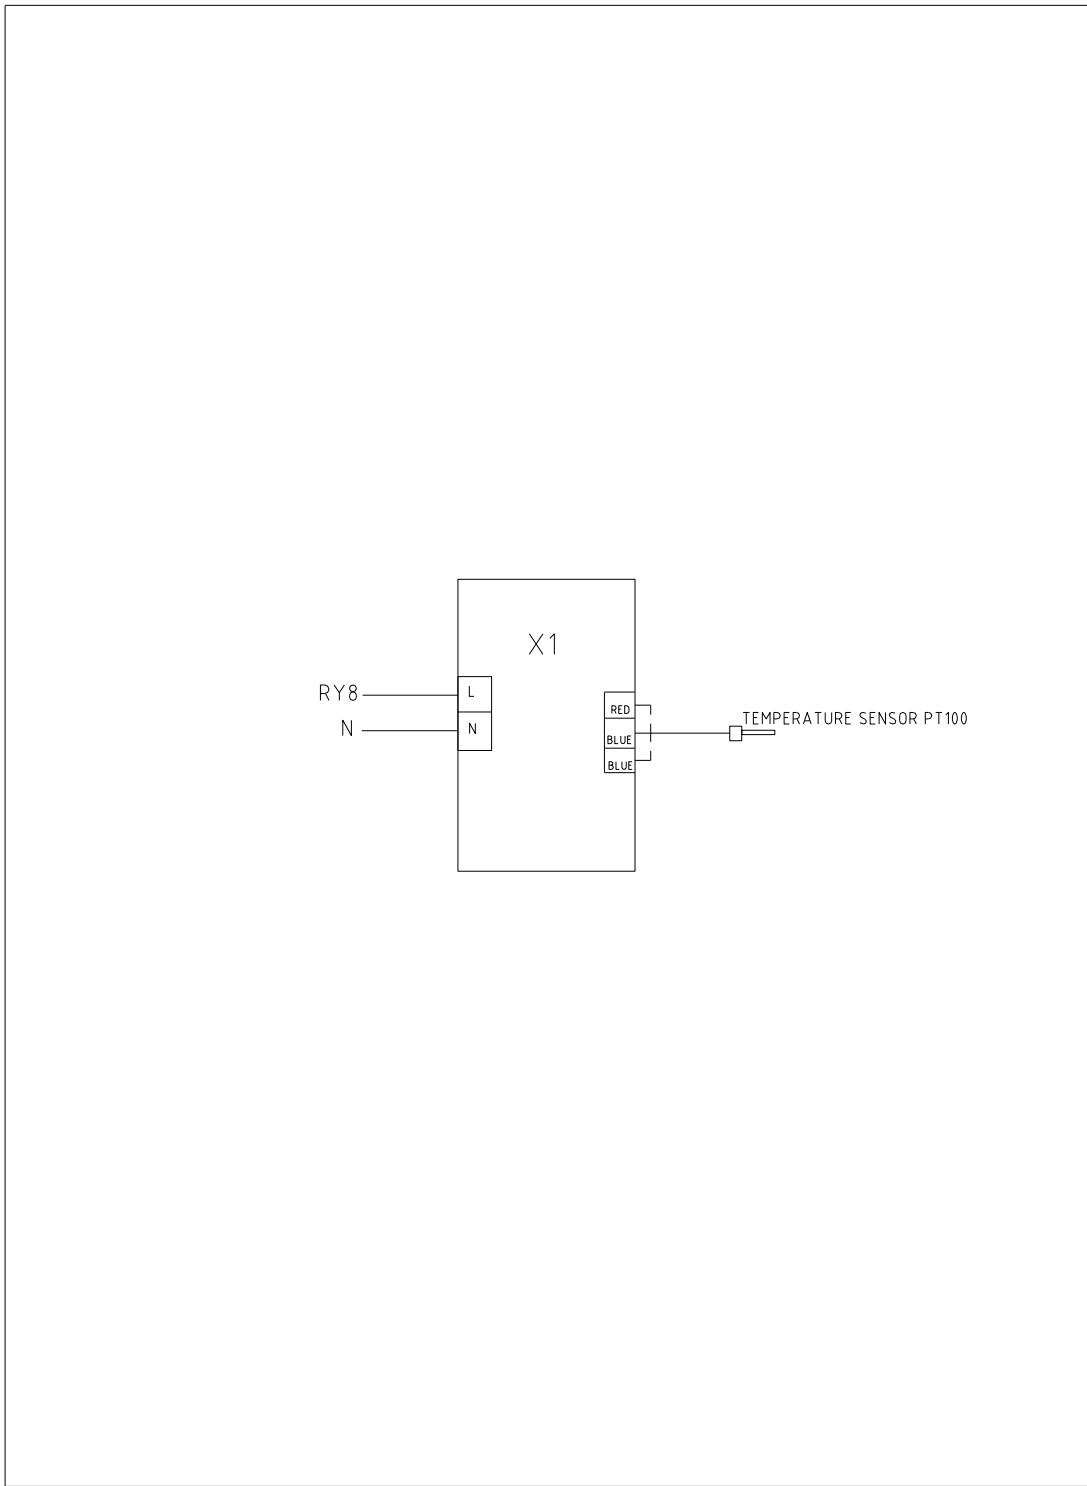 X1
RY8
L
N
N
RED
BLUE
BLUE
TEMPERATURE SENSOR PT100